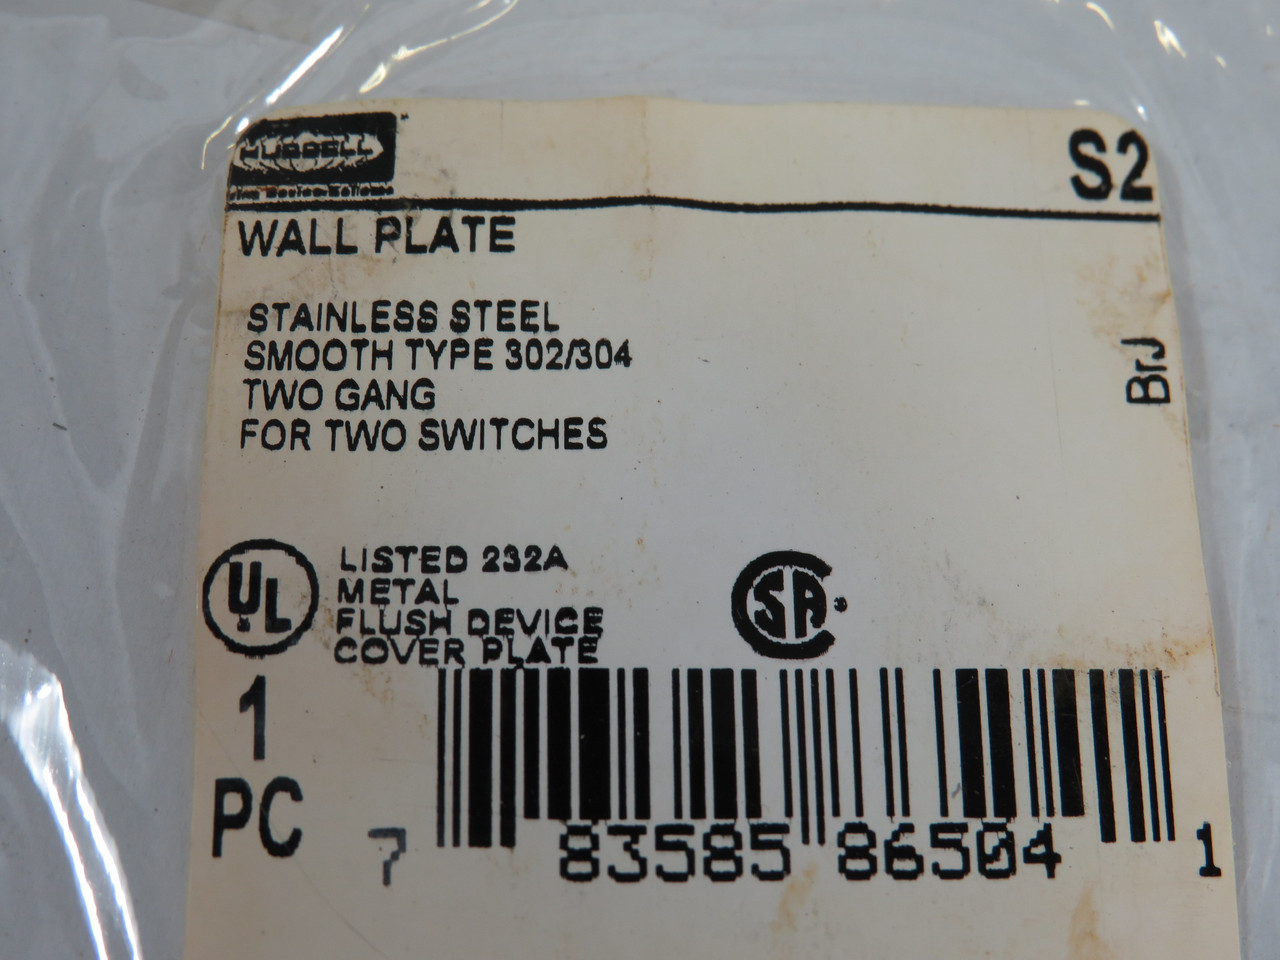 HUBBELL
S2
WALL PLATE
STAINLESS STEEL
SMOOTH TYPE 302/304
TWO GANG
FOR TWO SWITCHES
BrJ
UL
LISTED 232A
METAL
FLUSH DEVICE
COVER PLATE
SA
1
PC
7 83585 86504 1